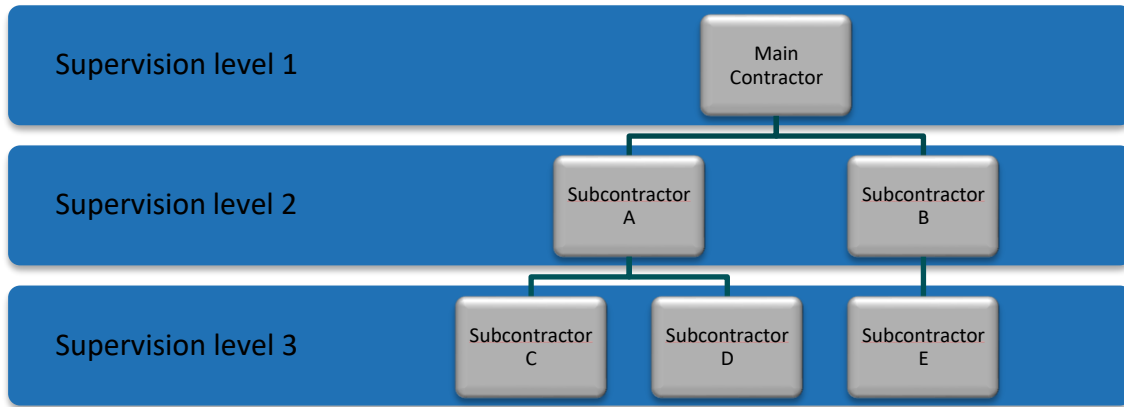 Supervision level 1
Main
Contractor
Supervision level 2
Subcontractor
A
Subcontractor
B
Supervision level 3
Subcontractor
C
Subcontractor
D
Subcontractor
E